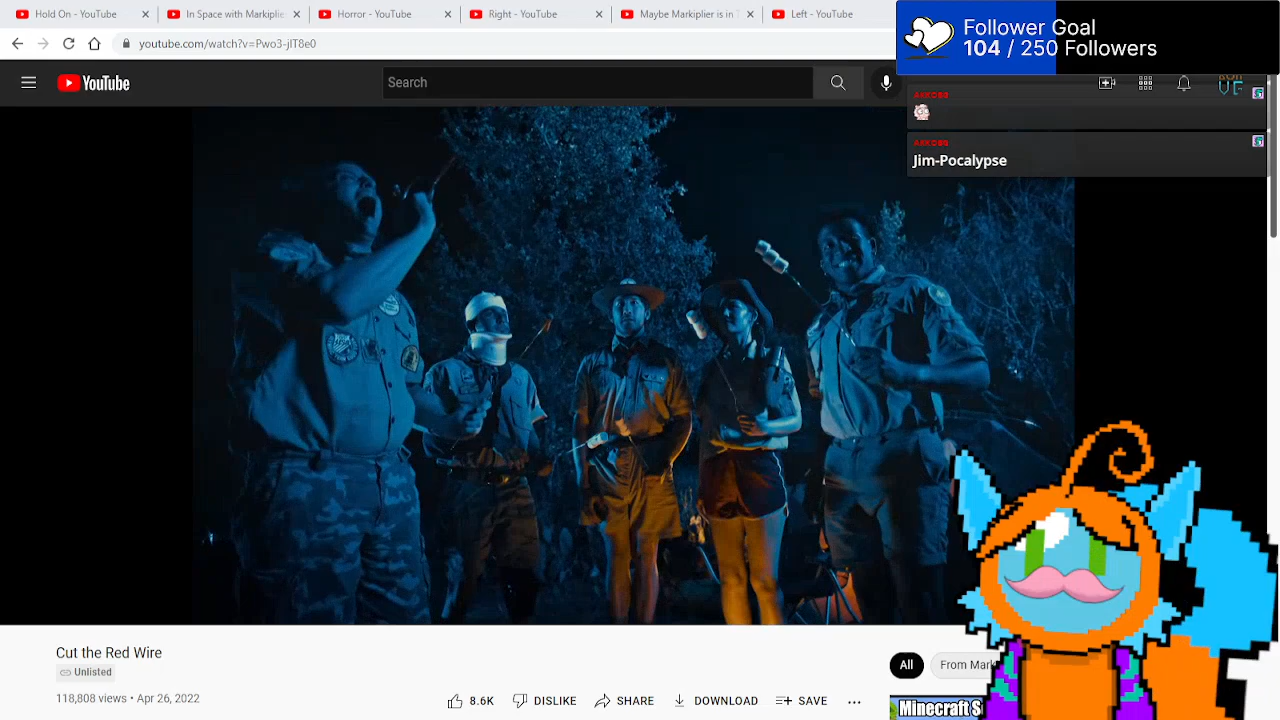 Hold On - YouTube
In Space with Markiplie
Horror - YouTube
Right - YouTube
Maybe Markiplier is in T
Left - YouTube
youtube.com/watch?v=Pwo3-jIT8e0
Follower Goal
104 / 250 Followers
YouTube
Search
Jim-Pocalypse
Cut the Red Wire
Unlisted
118,808 views • Apr 26, 2022
8.6K
DISLIKE
SHARE
DOWNLOAD
SAVE
All
From Mark
Minecraft S